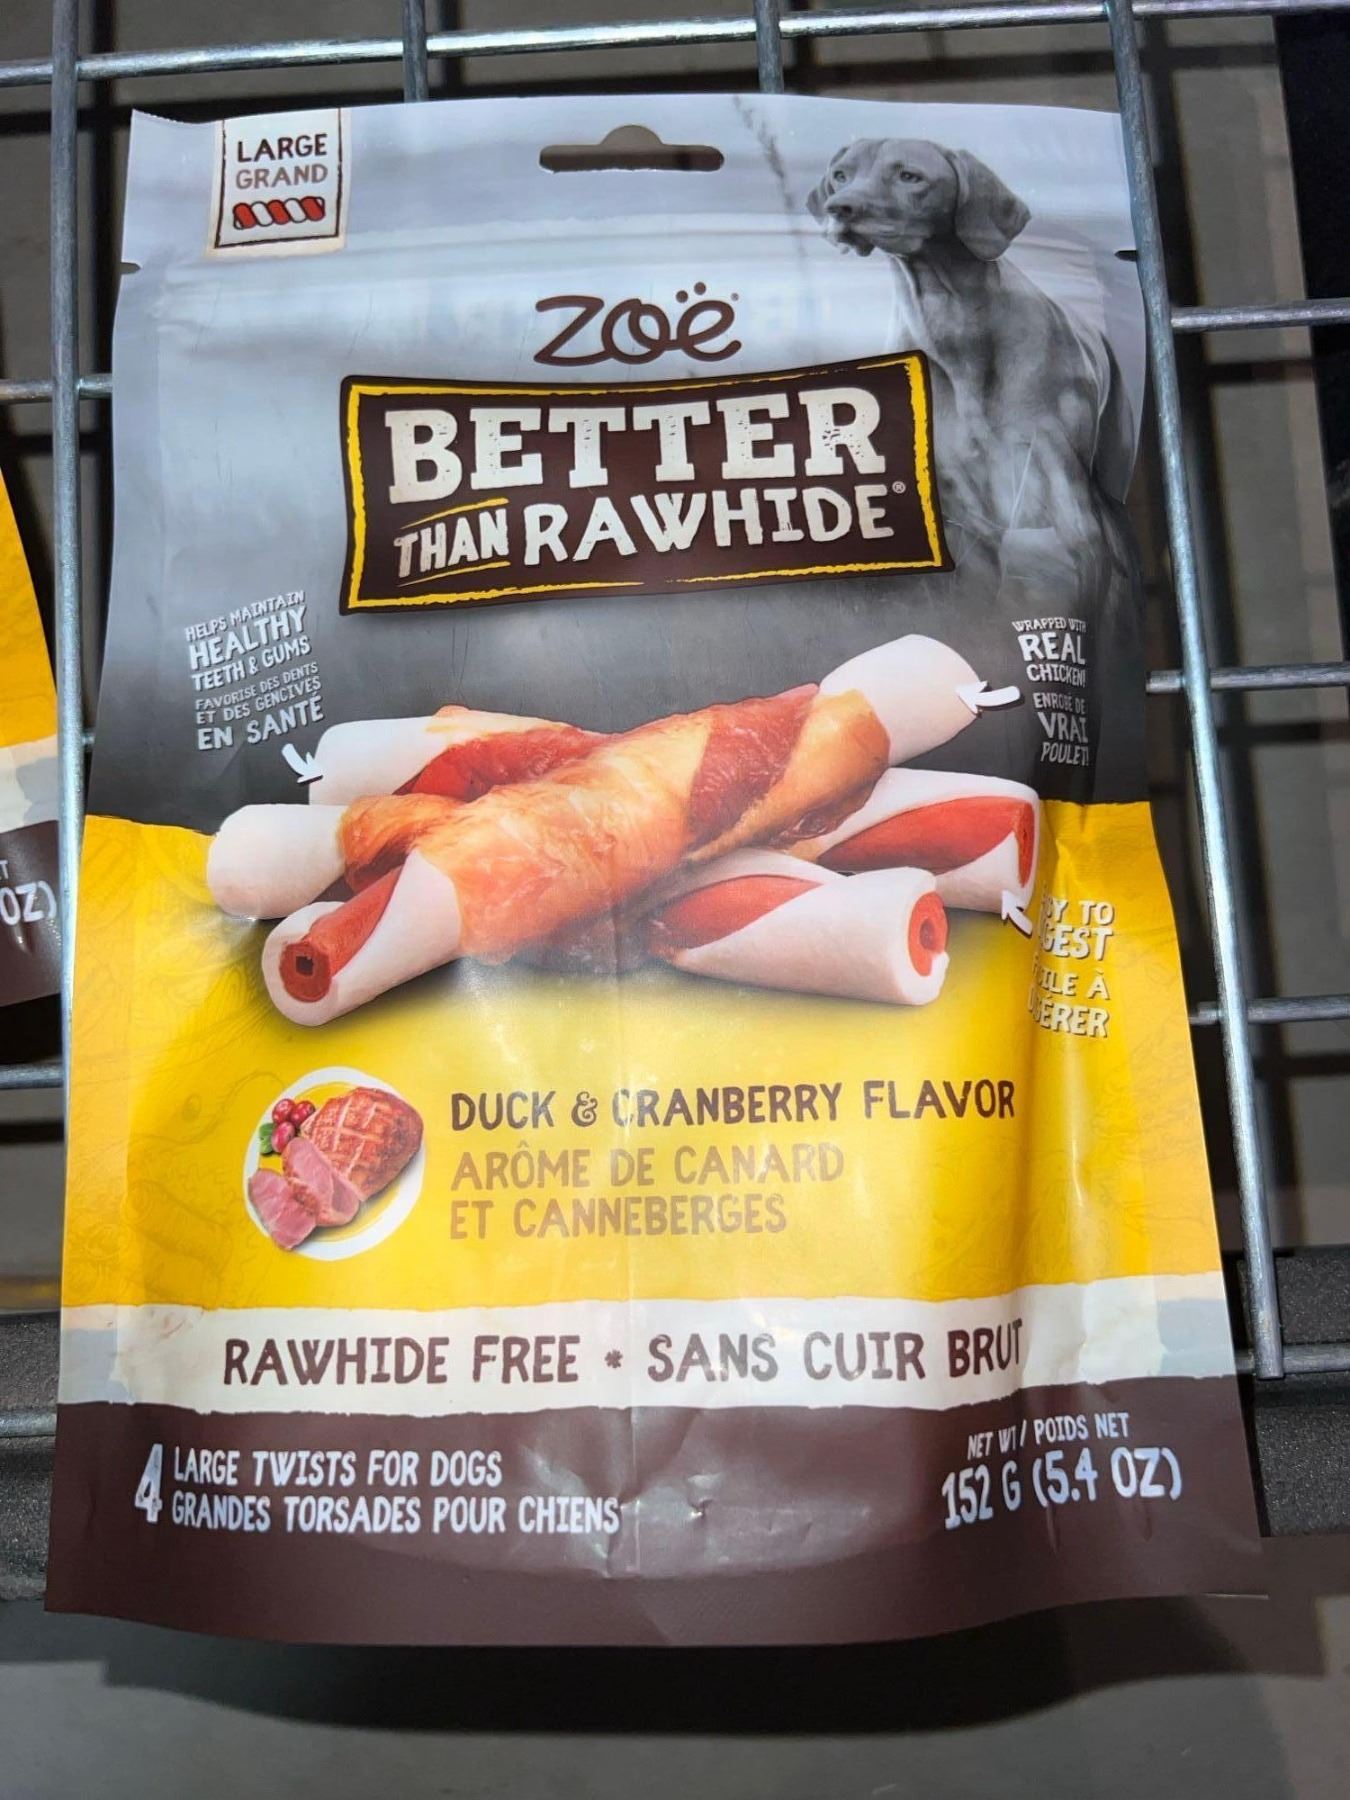 LARGE
GRAND
zoë
BETTER
THAN RAWHIDE®
HELPS MAINTAIN
HEALTHY
TEETH & GUMS
FAVORISE DES DENTS
ET DES GENCIVES
EN SANTÉ
WRAPPED WITH
REAL
CHICKEN!
ENROBÉ DE
VRAI
POULET!
TO
À
DUCK & CRANBERRY FLAVOR
ARÔME DE CANARD
ET CANNEBERGES
RAWHIDE FREE * SANS CUIR BRUT
4 LARGE TWISTS FOR DOGS
GRANDES TORSADES POUR CHIENS
NET WT / POIDS NET
152 G (5.4 OZ)
OZ)